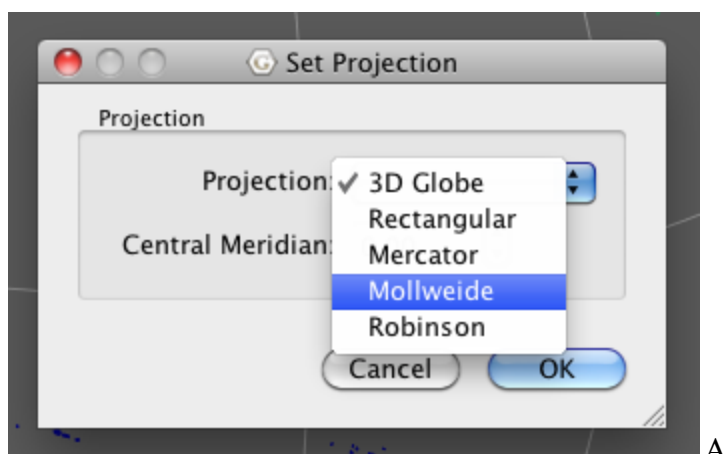 Set Projection
Projection
Projection: ✓ 3D Globe
Rectangular
Central Meridian:
Mercator
Mollweide
Robinson
Cancel OK
A